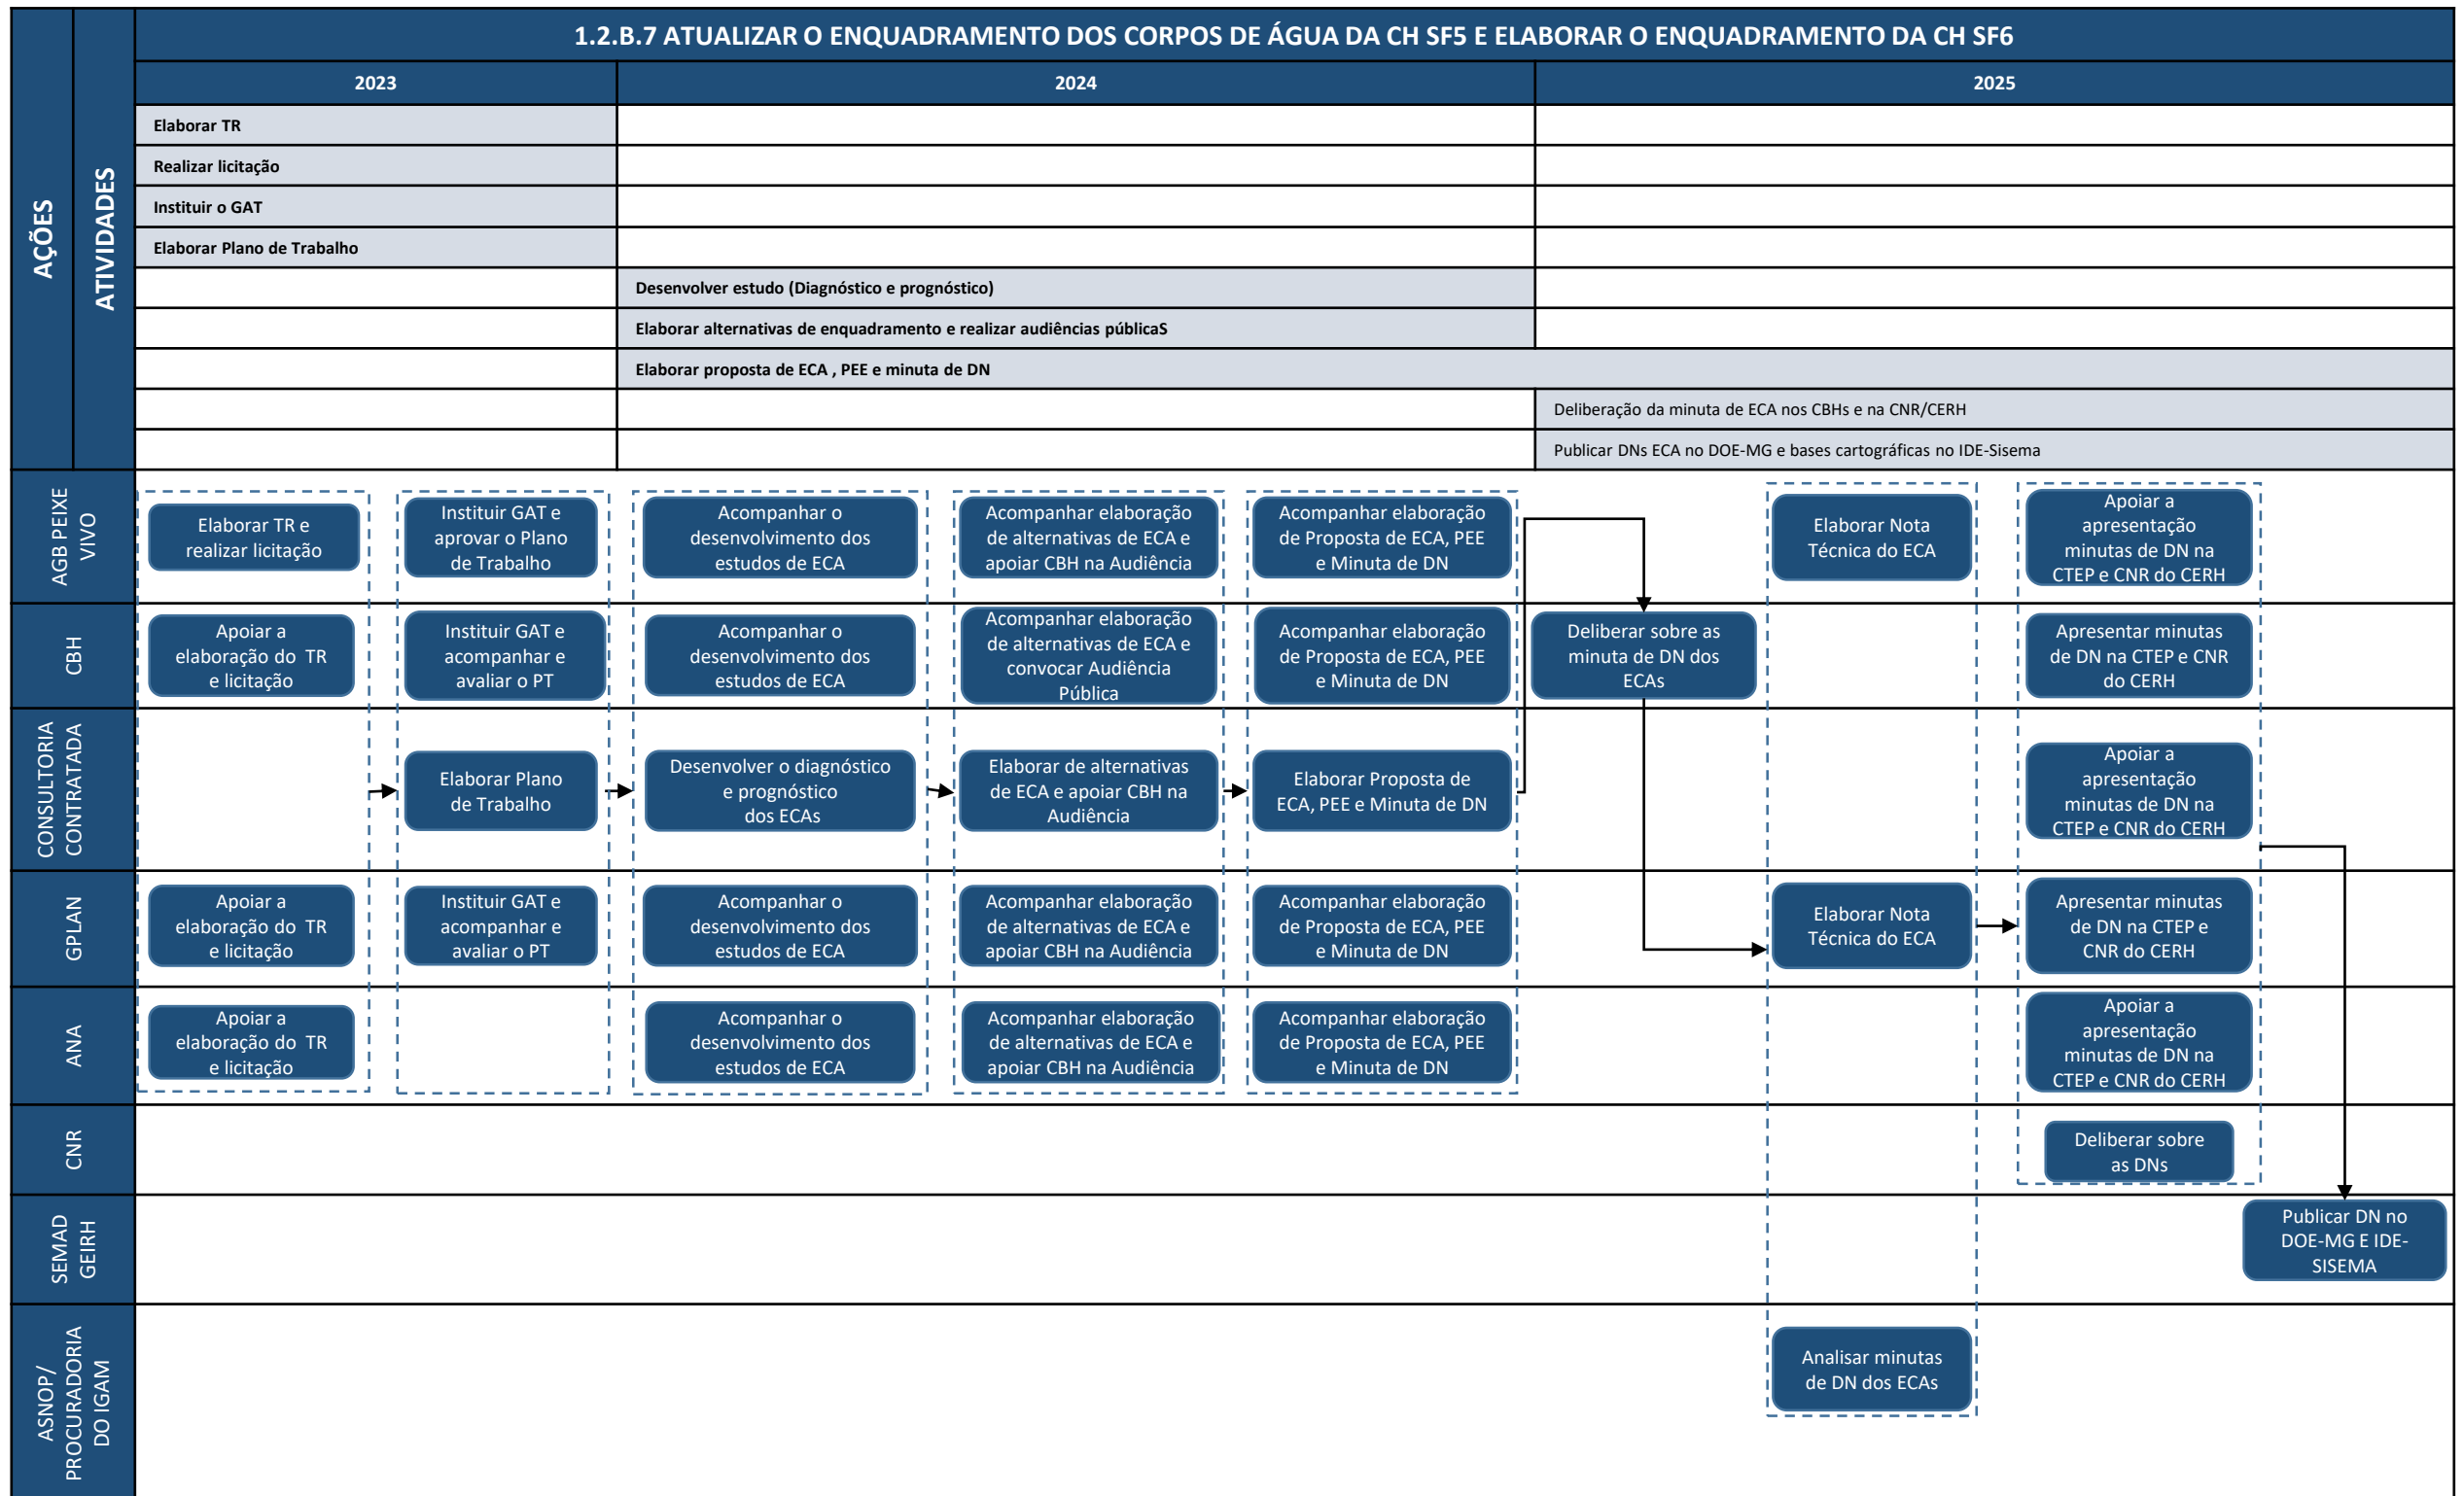 1.2.B.7 ATUALIZAR O ENQUADRAMENTO DOS CORPOS DE ÁGUA DA CH SF5 E ELABORAR O ENQUADRAMENTO DA CH SF6
2023
2024
2025
AÇÕES
ATIVIDADES
Elaborar TR
Realizar licitação
Instituir o GAT
Elaborar Plano de Trabalho
Desenvolver estudo (Diagnóstico e prognóstico)
Elaborar alternativas de enquadramento e realizar audiências públicaS
Elaborar proposta de ECA , PEE e minuta de DN
Deliberação da minuta de ECA nos CBHs e na CNR/CERH
Publicar DNs ECA no DOE-MG e bases cartográficas no IDE-Sisema
AGB PEIXE
VIVO
Elaborar TR e
realizar licitação
Instituir GAT e
aprovar o Plano
de Trabalho
Acompanhar o
desenvolvimento dos
estudos de ECA
Acompanhar elaboração
de alternativas de ECA e
apoiar CBH na Audiência
Acompanhar elaboração
de Proposta de ECA, PEE
e Minuta de DN
Elaborar Nota
Técnica do ECA
Apoiar a
apresentação
minutas de DN na
CTEP e CNR do CERH
CBH
Apoiar a
elaboração do TR
e licitação
Instituir GAT e
acompanhar e
avaliar o PT
Acompanhar o
desenvolvimento dos
estudos de ECA
Acompanhar elaboração
de alternativas de ECA e
convocar Audiência
Pública
Acompanhar elaboração
de Proposta de ECA, PEE
e Minuta de DN
Deliberar sobre as
minuta de DN dos
ECAs
Apresentar minutas
de DN na CTEP e CNR
do CERH
CONSULTORIA
CONTRATADA
Elaborar Plano
de Trabalho
Desenvolver o diagnóstico
e prognóstico
dos ECAs
Elaborar de alternativas
de ECA e apoiar CBH na
Audiência
Elaborar Proposta de
ECA, PEE e Minuta de DN
Apoiar a
apresentação
minutas de DN na
CTEP e CNR do CERH
GPLAN
Apoiar a
elaboração do TR
e licitação
Instituir GAT e
acompanhar e
avaliar o PT
Acompanhar o
desenvolvimento dos
estudos de ECA
Acompanhar elaboração
de alternativas de ECA e
apoiar CBH na Audiência
Acompanhar elaboração
de Proposta de ECA, PEE
e Minuta de DN
Elaborar Nota
Técnica do ECA
Apresentar minutas
de DN na CTEP e
CNR do CERH
ANA
Apoiar a
elaboração do TR
e licitação
Acompanhar o
desenvolvimento dos
estudos de ECA
Acompanhar elaboração
de alternativas de ECA e
apoiar CBH na Audiência
Acompanhar elaboração
de Proposta de ECA, PEE
e Minuta de DN
Apoiar a
apresentação
minutas de DN na
CTEP e CNR do CERH
CNR
Deliberar sobre
as DNs
SEMAD
GEIRH
Publicar DN no
DOE-MG E IDE-
SISEMA
ASNOP/
PROCURADORIA
DO IGAM
Analisar minutas
de DN dos ECAs